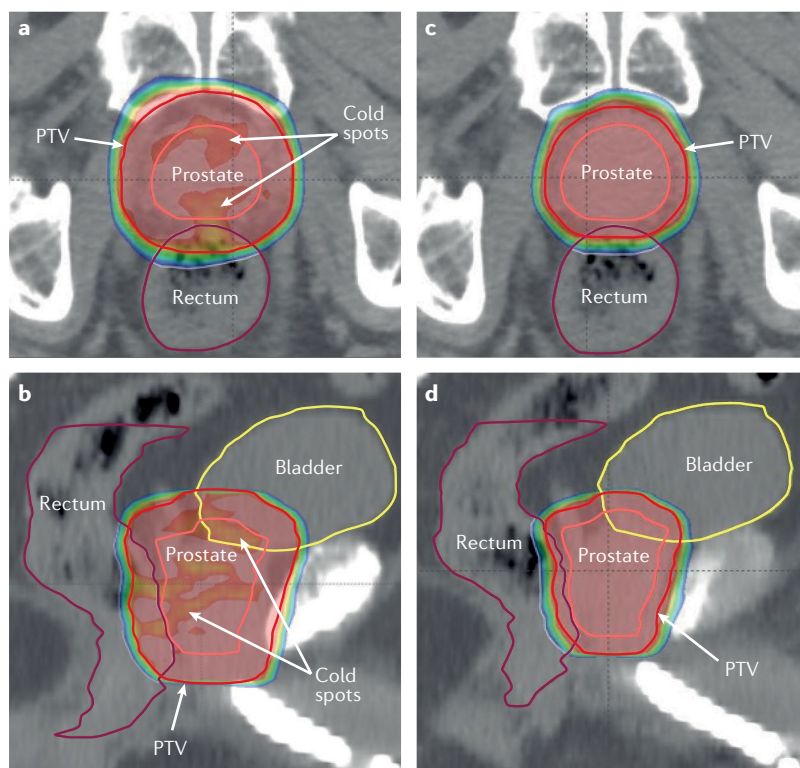 a
Cold
spots
PTV
Prostate
Rectum
c
PTV
Prostate
Rectum
b
Bladder
Rectum
Prostate
Cold
spots
PTV
d
Bladder
Rectum
Prostate
PTV